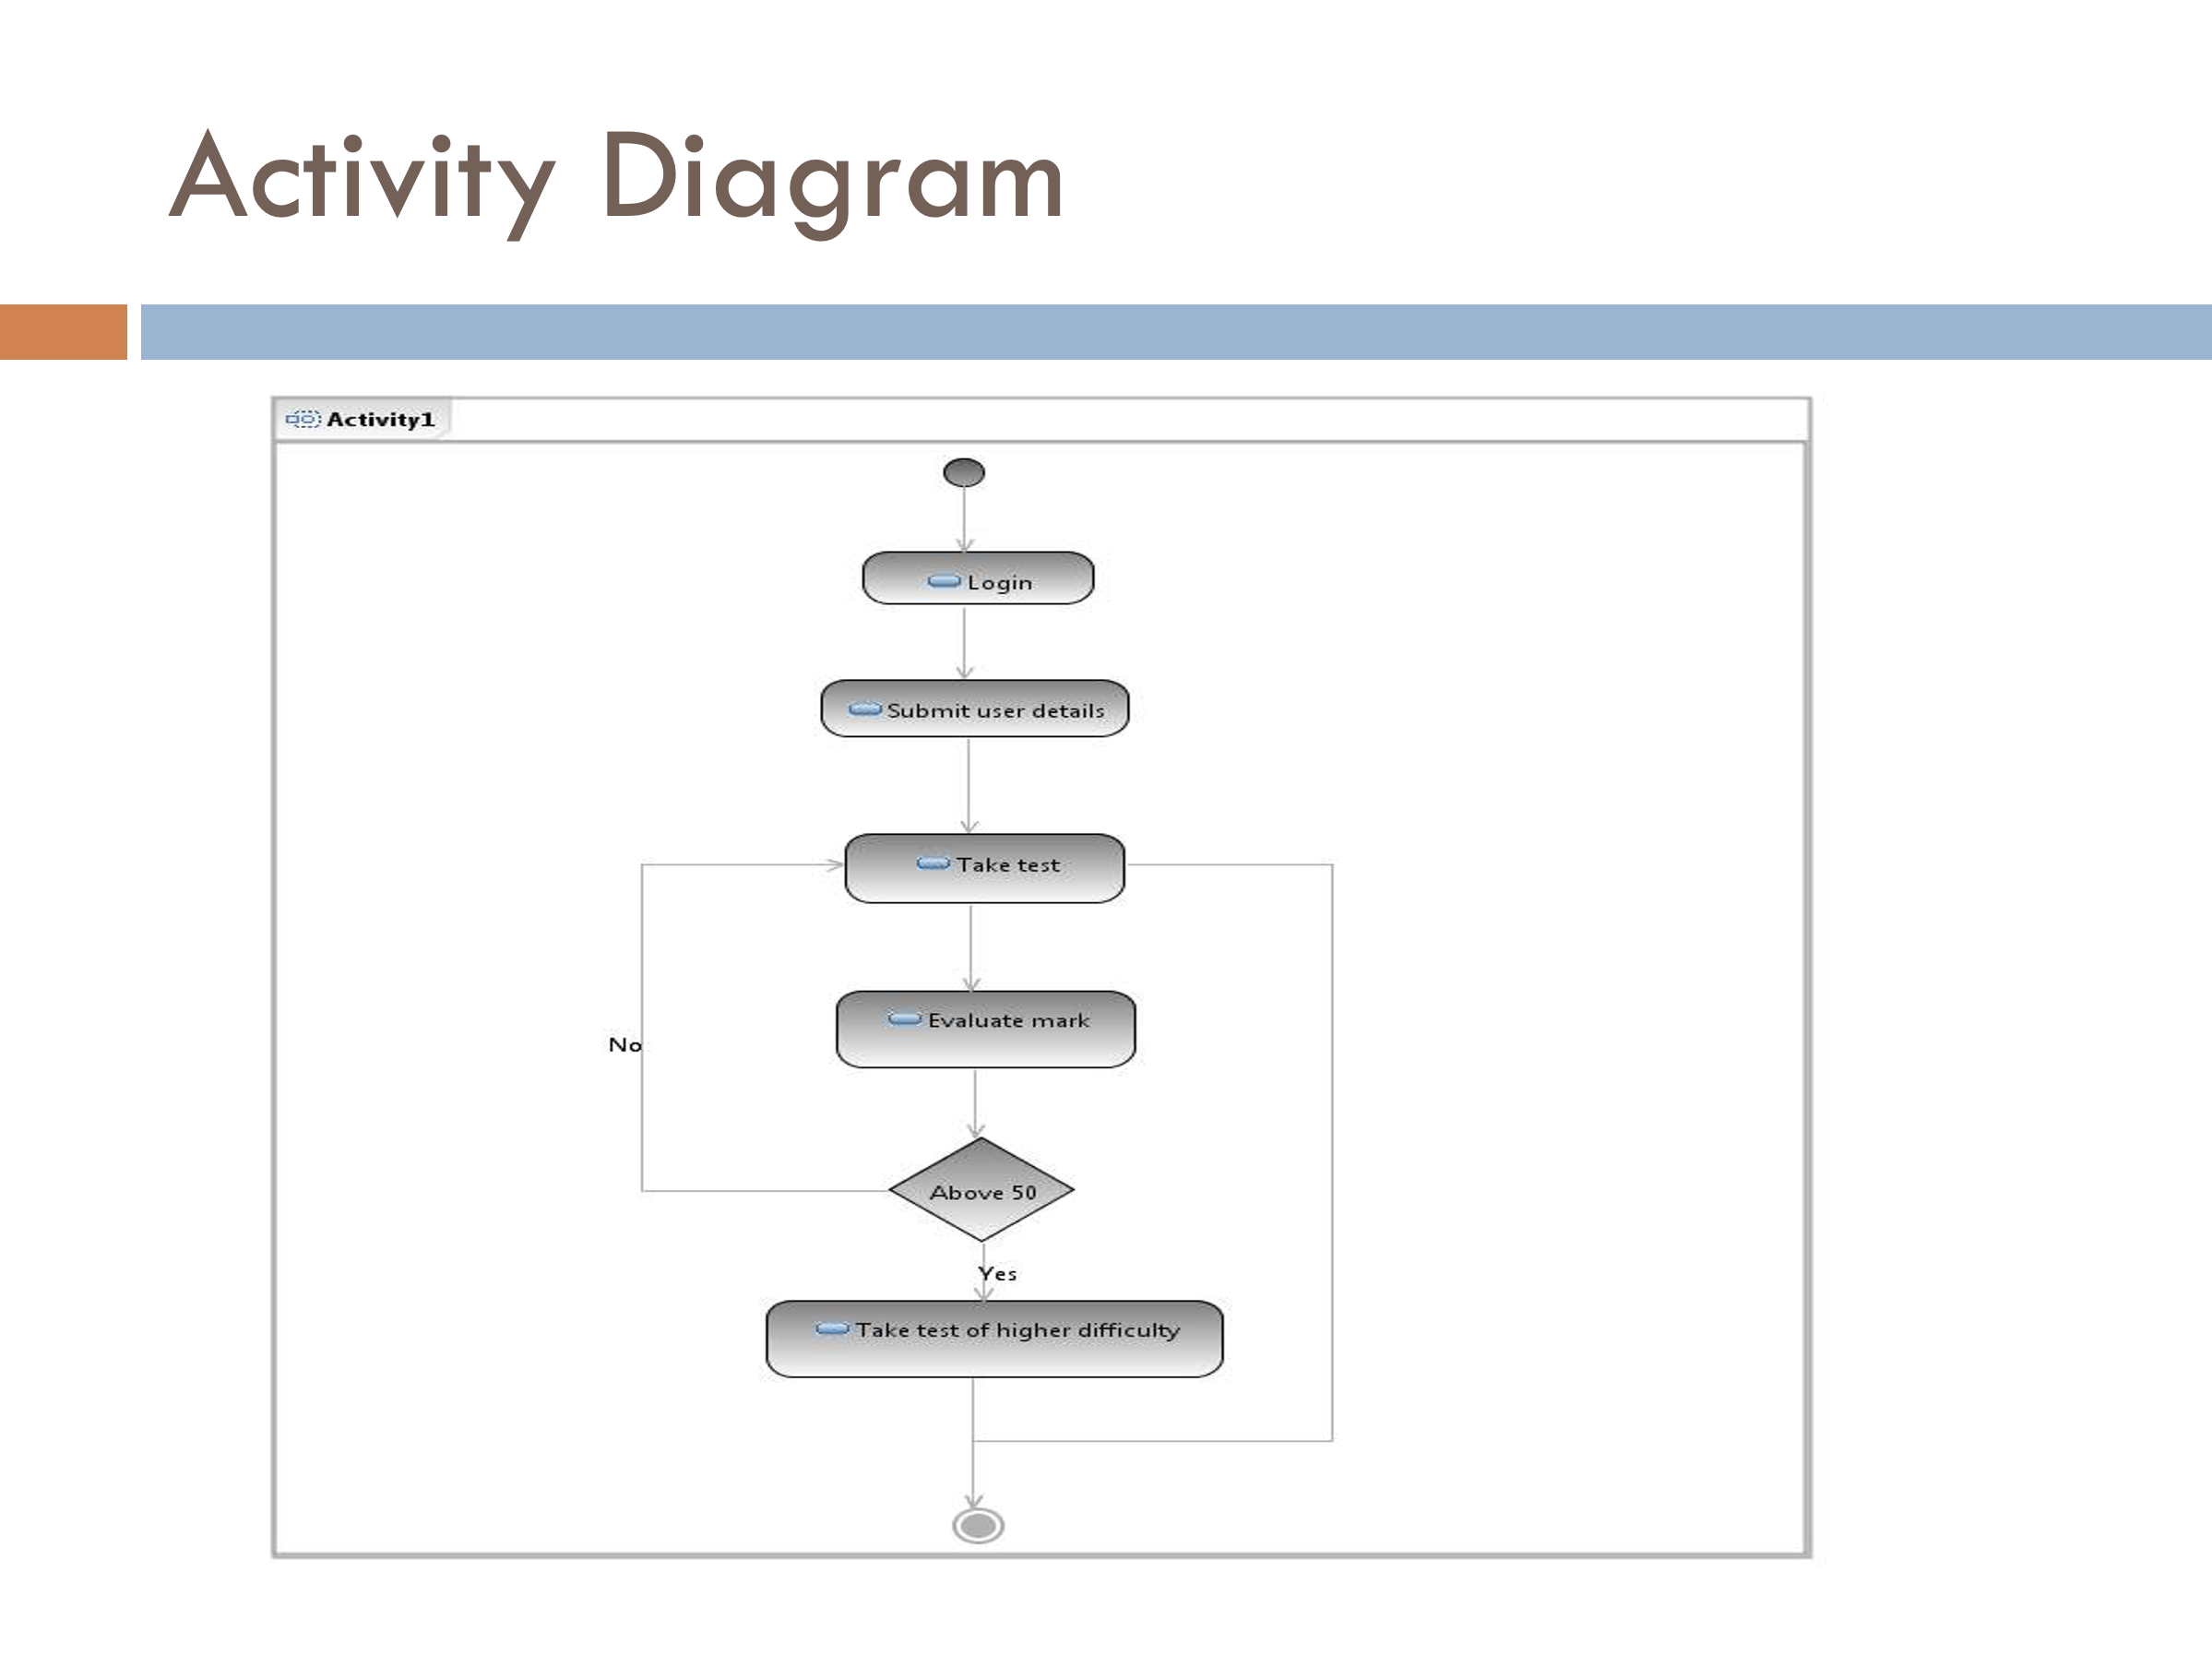 Activity Diagram
Activity1
Login
Submit user details
Take test
Evaluate mark
No
Above 50
Yes
Take test of higher difficulty